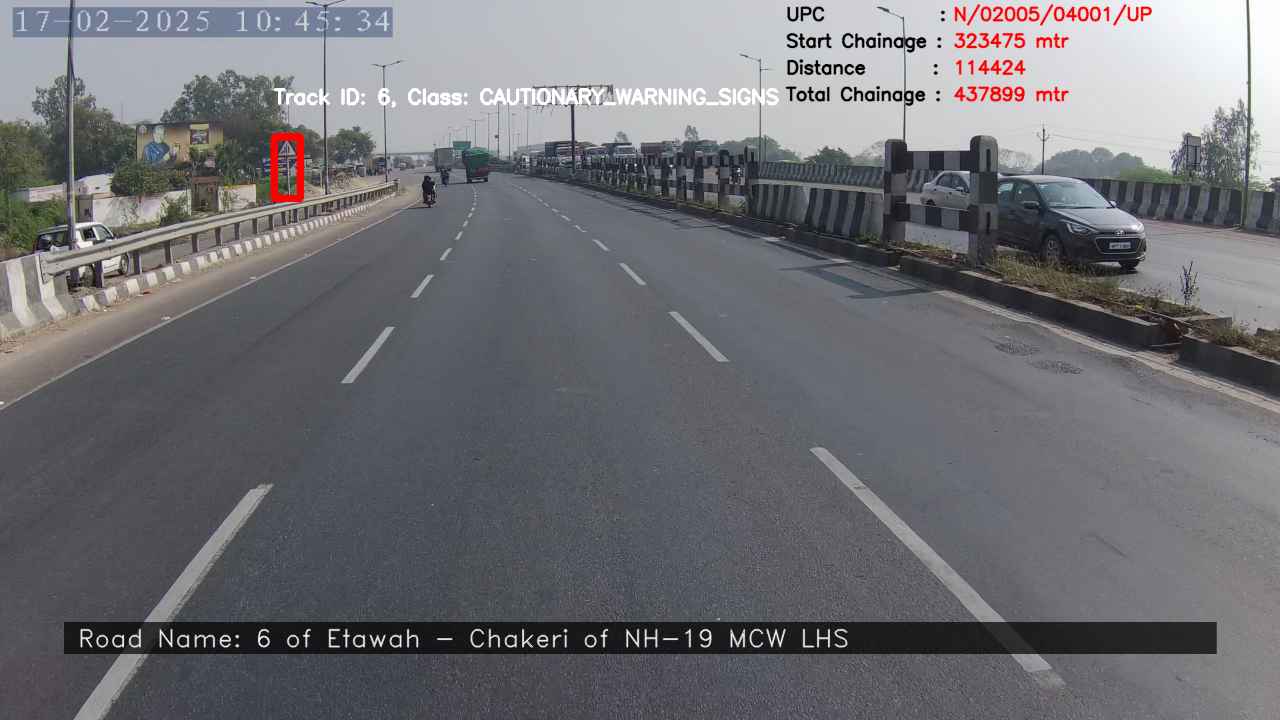 17-02-2025 10:45:34
UPC : N/02005/04001/UP
Start Chainage : 323475 mtr
Distance : 114424
Total Chainage : 437899 mtr
Track ID: 6, Class: CAUTIONARY_WARNING_SIGNS
Road Name: 6 of Etawah - Chakeri of NH-19 MCW LHS